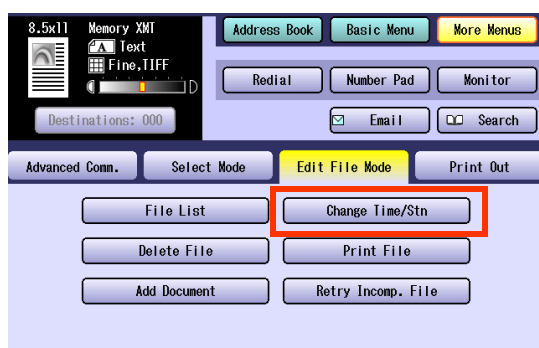 8.5x11 Memory XMT
A Text
Fine,TIFF
D
Destinations: 000
Address Book Basic Menu More Menus
Redial Number Pad Monitor
Email Search
Advanced Comm. Select Mode Edit File Mode Print Out
File List Change Time/Stn
Delete File Print File
Add Document Retry Incomp. File